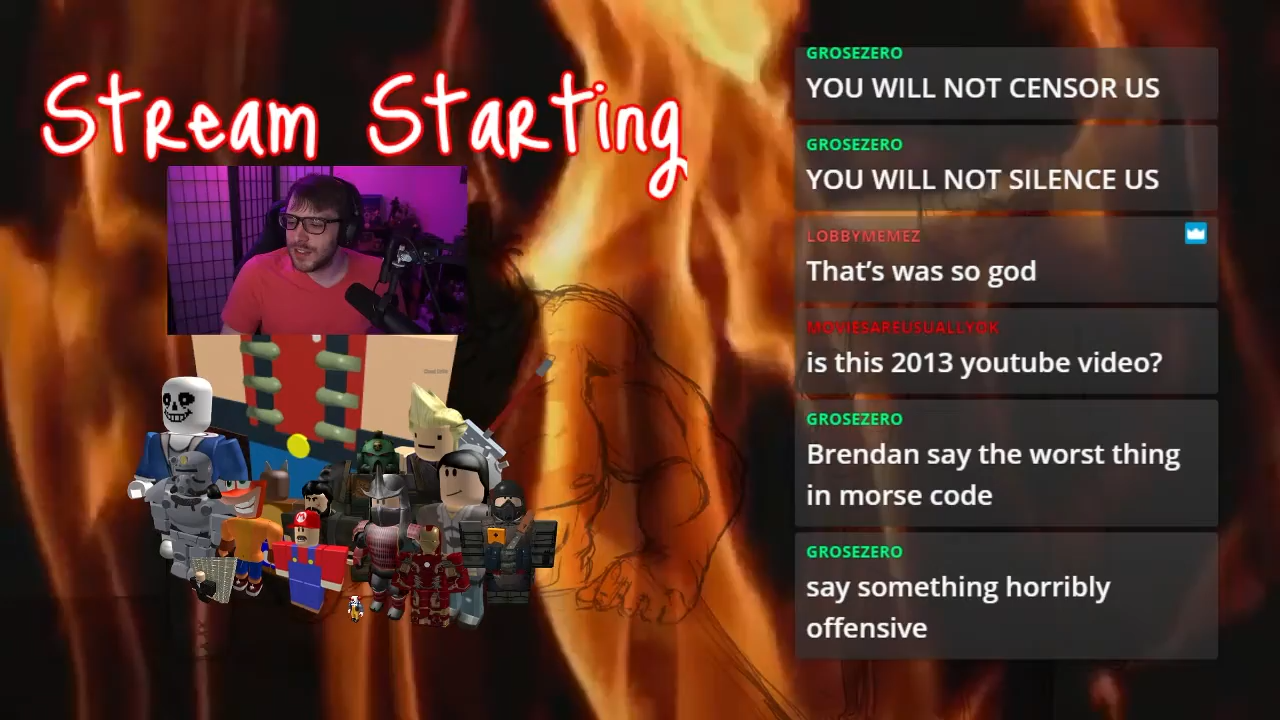 Stream Starting
GROSEZERO
YOU WILL NOT CENSOR US
GROSEZERO
YOU WILL NOT SILENCE US
LOBBYMEMEZ
That's was so god
MOVIESAREUSUALLYOK
is this 2013 youtube video?
GROSEZERO
Brendan say the worst thing
in morse code
GROSEZERO
say something horribly
offensive